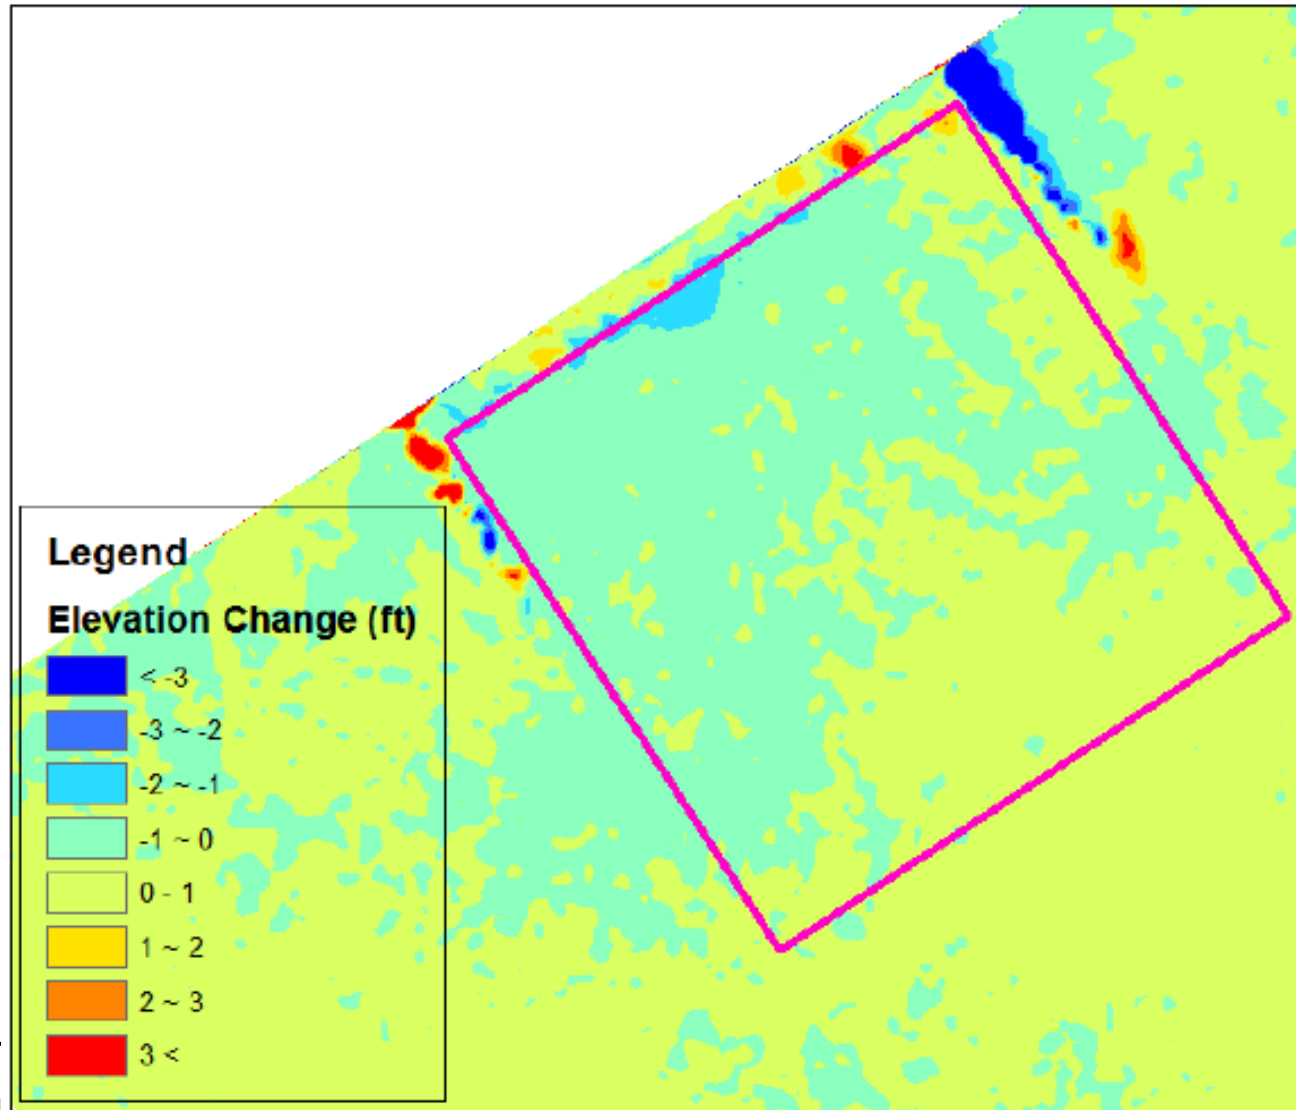 Legend
Elevation Change (ft)
< -3
-3 ~ -2
-2 ~ -1
-1 ~ 0
0 - 1
1 ~ 2
2 ~ 3
3 <